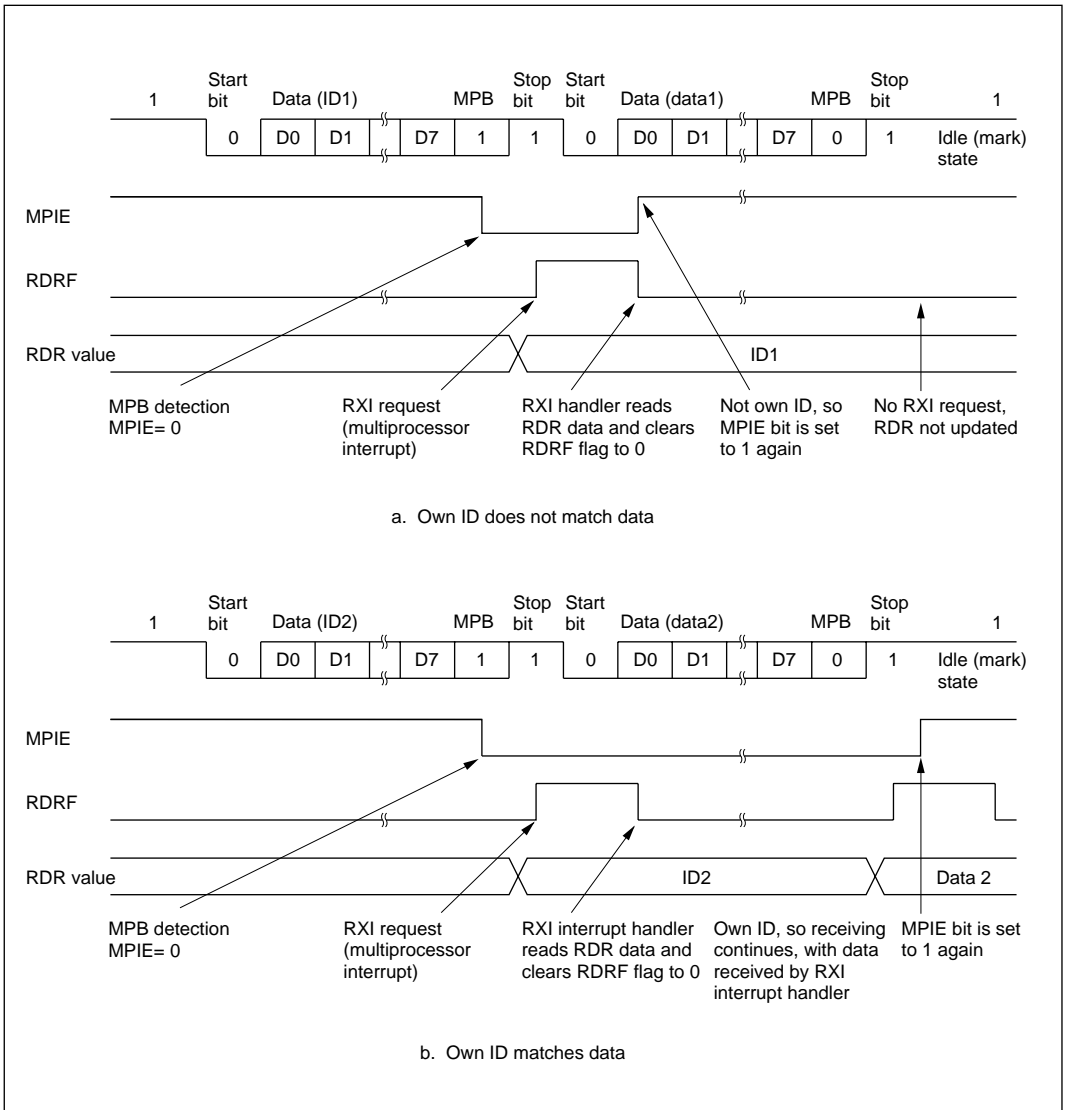 Start Stop Start Stop
1 bit Data (ID1) MPB bit bit Data (data1) MPB bit 1
0 D0 D1 D7 1 1 0 D0 D1 D7 0 1 Idle (mark)
state
MPIE
RDRF
RDR value ID1
MPB detection RXI request RXI handler reads Not own ID, so No RXI request,
MPIE= 0 (multiprocessor RDR data and clears MPIE bit is set RDR not updated
interrupt) RDRF flag to 0 to 1 again
a. Own ID does not match data
Start Stop Start Stop
1 bit Data (ID2) MPB bit bit Data (data2) MPB bit 1
0 D0 D1 D7 1 1 0 D0 D1 D7 0 1 Idle (mark)
state
MPIE
RDRF
RDR value ID2 Data 2
MPB detection RXI request RXI interrupt handler Own ID, so receiving MPIE bit is set
MPIE= 0 (multiprocessor reads RDR data and continues, with data to 1 again
interrupt) clears RDRF flag to 0 received by RXI
interrupt handler
b. Own ID matches data